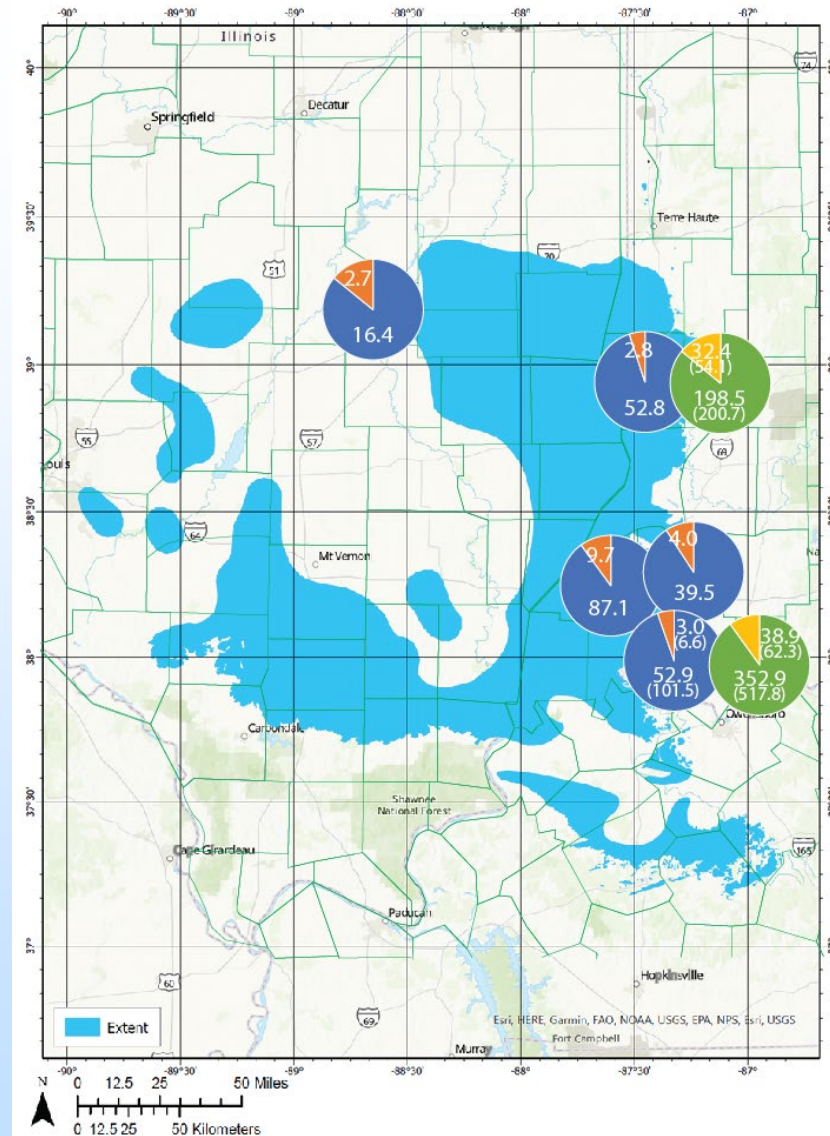 -90° -89°30' -89° -88°30' -88° -87°30' -87°
Illinois
40°
74
Decatur
Springfield
39°30'
Terre Haute
70
51
2.7
16.4
39°
2.8
52.8
32.4
(54.1)
198.5
(200.7)
55
57
69
ouis
38°30'
64
Mt Vernon
9.7
87.1
4.0
39.5
38°
3.0
(6.6)
52.9
(101.5)
38.9
(62.3)
352.9
(517.8)
Carbondale
37°30'
Shawnee
National Forest
Cape Girardeau
165
Paducah
37°
Hopkinsville
60
69
Extent
Esri, HERE, Garmin, FAO, NOAA, USGS, EPA, NPS, Esri, USGS
Fort Campbell
Murray
-90° -89°30' -89° -88°30' -88° -87°30' -87°
N
0 12.5 25 50 Miles
0 12.5 25 50 Kilometers